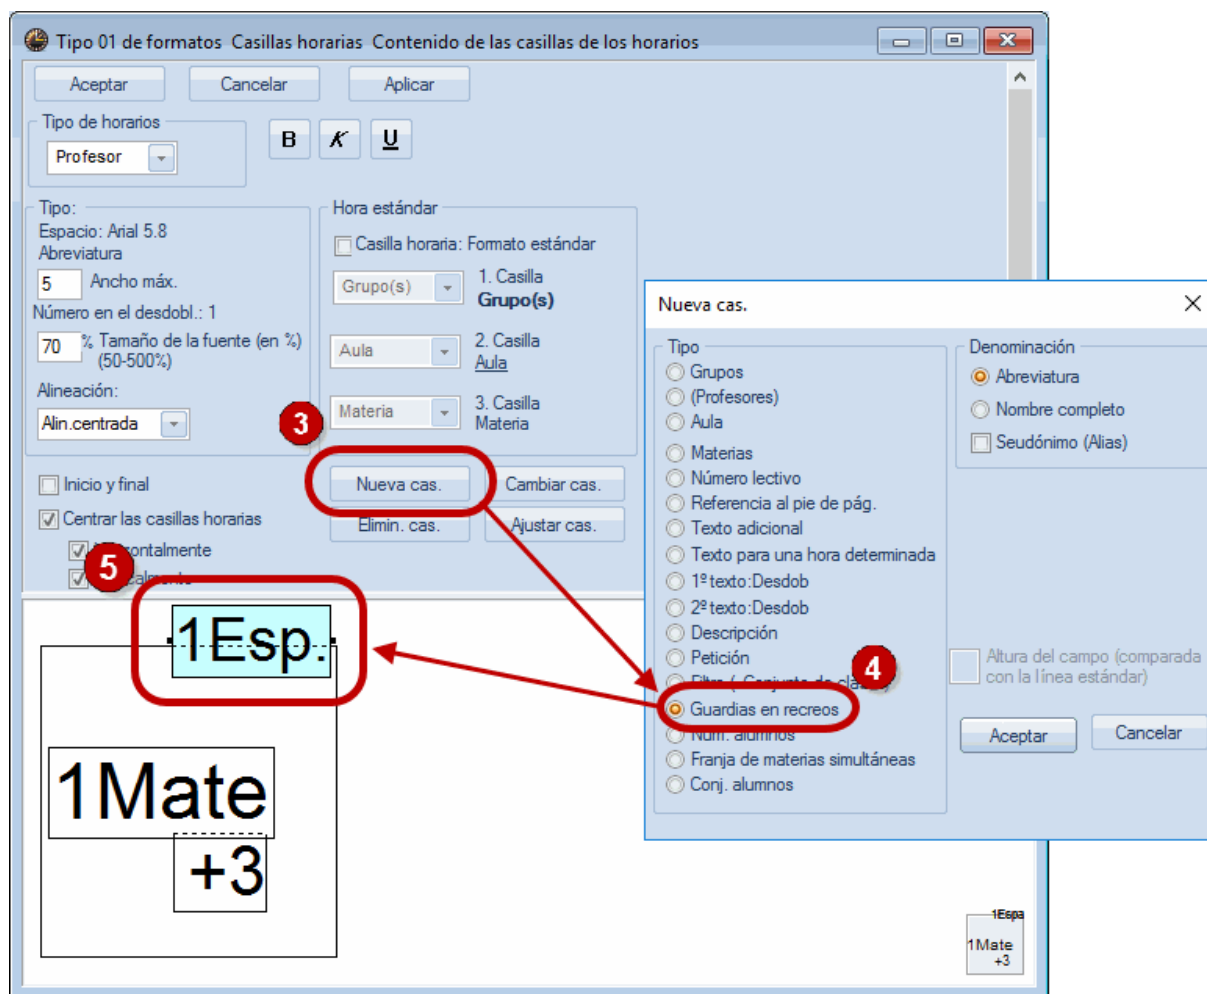 Tipo 01 de formatos Casillas horarias Contenido de las casillas de los horarios
Aceptar
Cancelar
Aplicar
Tipo de horarios
Profesor
B
K
U
Tipo:
Espacio: Arial 5.8
Abreviatura
5 Ancho máx.
Número en el desdobl.: 1
70 % Tamaño de la fuente (en %)
(50-500%)
Alineación:
Alin.centrada
Hora estándar
Casilla horaria: Formato estándar
Grupo(s)
1. Casilla
Grupo(s)
Aula
2. Casilla
Aula
Materia
3. Casilla
Materia
3
Nueva cas.
Cambiar cas.
Elimin. cas.
Ajustar cas.
Inicio y final
Centrar las casillas horarias
5
1Esp.
1Mate
+3
1Espa
1Mate
+3
Nueva cas.
Tipo
Grupos
(Profesores)
Aula
Materias
Número lectivo
Referencia al pie de pág.
Texto adicional
Texto para una hora determinada
1ª texto:Desdob
2ª texto:Desdob
Descripción
Petición
4
Guardias en recreos
Núm. alumnos
Franja de materias simultáneas
Conj. alumnos
Denominación
Abreviatura
Nombre completo
Seudónimo (Alias)
Altura del campo (comparada
con la línea estándar)
Aceptar
Cancelar